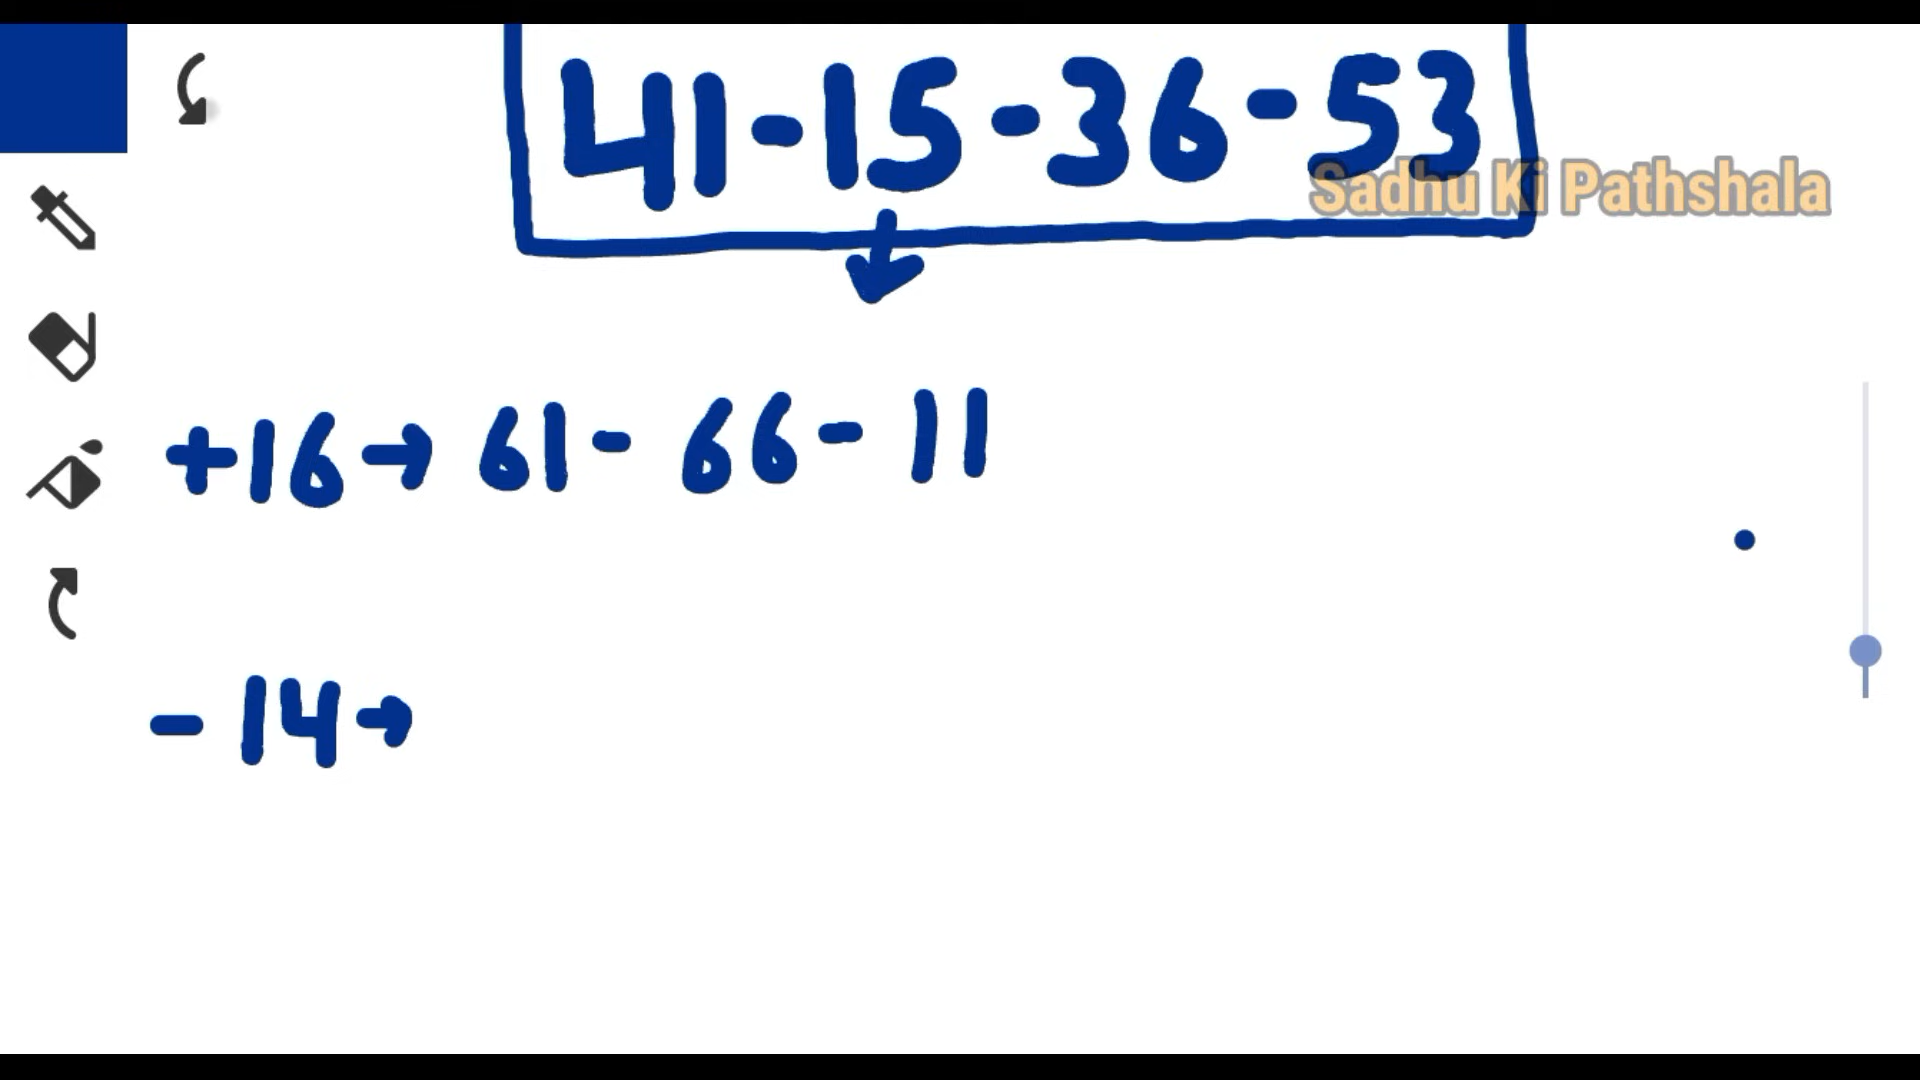 41-15-36-53
Sadhu Ki Pathshala
+16→ 61- 66- 11
- 14→